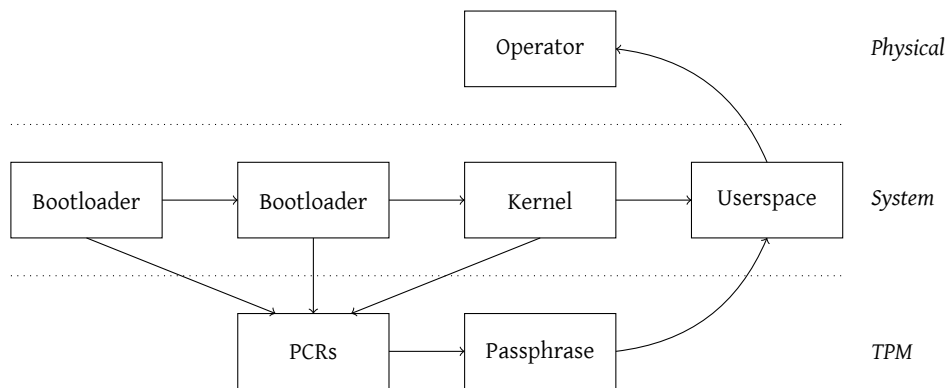 Operator
Physical
Bootloader
Bootloader
Kernel
Userspace
System
PCRs
Passphrase
TPM